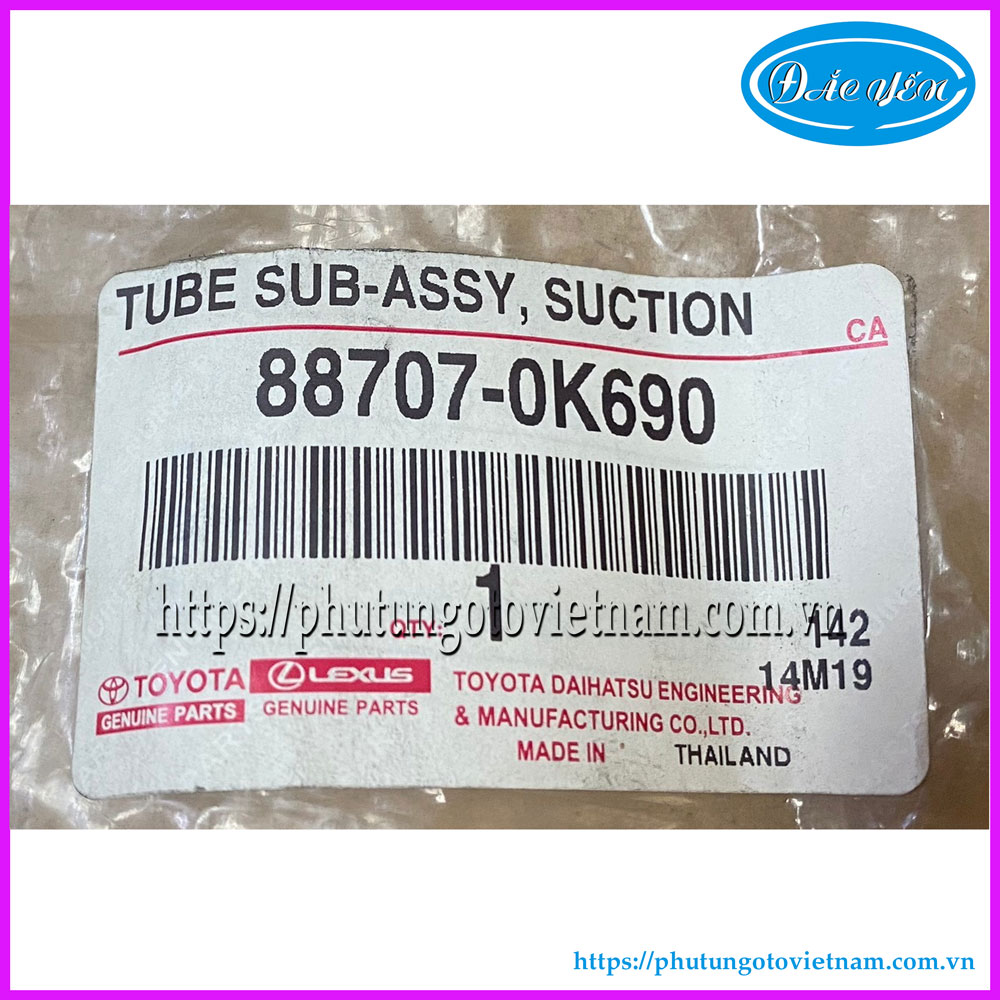 ĐẮC YẾN
TUBE SUB-ASSY, SUCTION
CA
88707-0K690
https://phutungotovietnam.com.vn
QTY: 1
142
14M19
TOYOTA
GENUINE PARTS
LEXUS
GENUINE PARTS
TOYOTA DAIHATSU ENGINEERING
& MANUFACTURING CO.,LTD.
MADE IN THAILAND
https://phutungotovietnam.com.vn